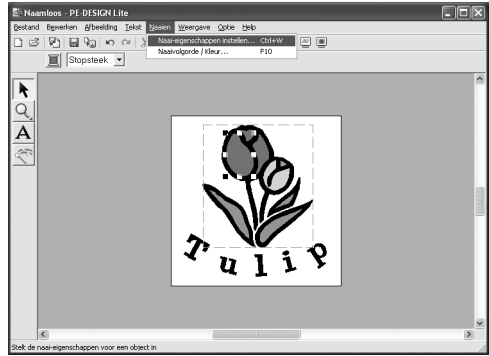 Naamloos - PE-DESIGN Lite
Bestand Bewerken Afbeelding Tekst Naaien Weergave Optie Help
Naai-eigenschappen instellen... Ctrl+W
Naaivolgorde / Kleur... F10
Stopsteek
A
Tulip
Stelt de naai-eigenschappen voor een object in